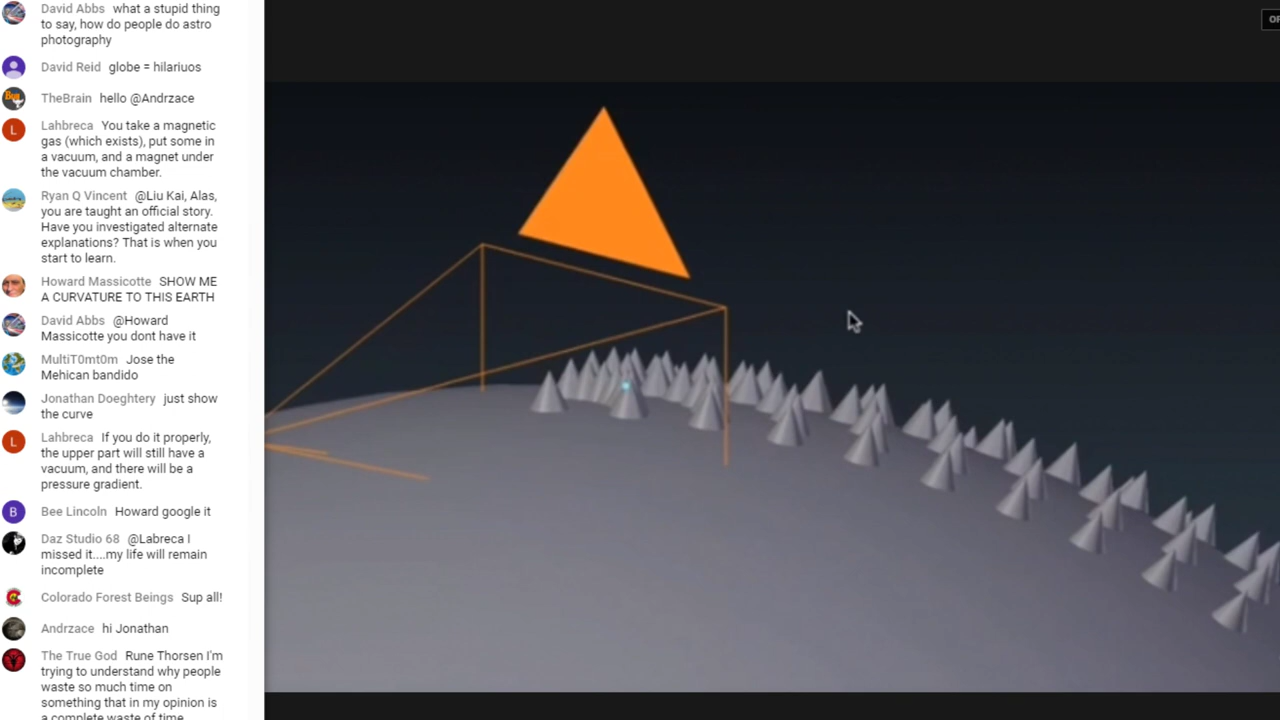 David Abbs what a stupid thing
to say, how do people do astro
photography
David Reid globe = hilariuos
TheBrain hello @Andrzace
Lahbreca You take a magnetic
gas (which exists), put some in
a vacuum, and a magnet under
the vacuum chamber.
Ryan Q Vincent @Liu Kai, Alas,
you are taught an official story.
Have you investigated alternate
explanations? That is when you
start to learn.
Howard Massicotte SHOW ME
A CURVATURE TO THIS EARTH
David Abbs @Howard
Massicotte you dont have it
MultiT0mt0m Jose the
Mehican bandido
Jonathan Doeghtery just show
the curve
L
Lahbreca If you do it properly,
the upper part will still have a
vacuum, and there will be a
pressure gradient.
B
Bee Lincoln Howard google it
Daz Studio 68 @Labreca I
missed it....my life will remain
incomplete
Colorado Forest Beings Sup all!
Andrzace hi Jonathan
The True God Rune Thorsen I'm
trying to understand why people
waste so much time on
something that in my opinion is
a complete waste of time